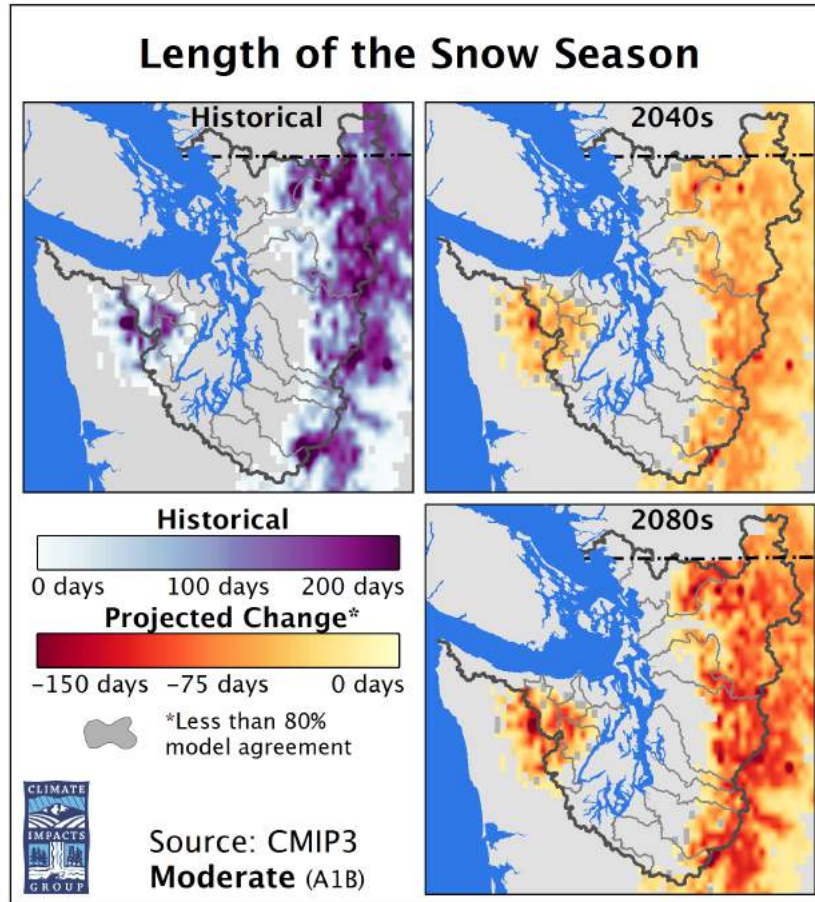 Length of the Snow Season
Historical
2040s
Historical
0 days 100 days 200 days
Projected Change*
-150 days -75 days 0 days
*Less than 80%
model agreement
2080s
CLIMATE
IMPACTS
GROUP
Source: CMIP3
Moderate (A1B)